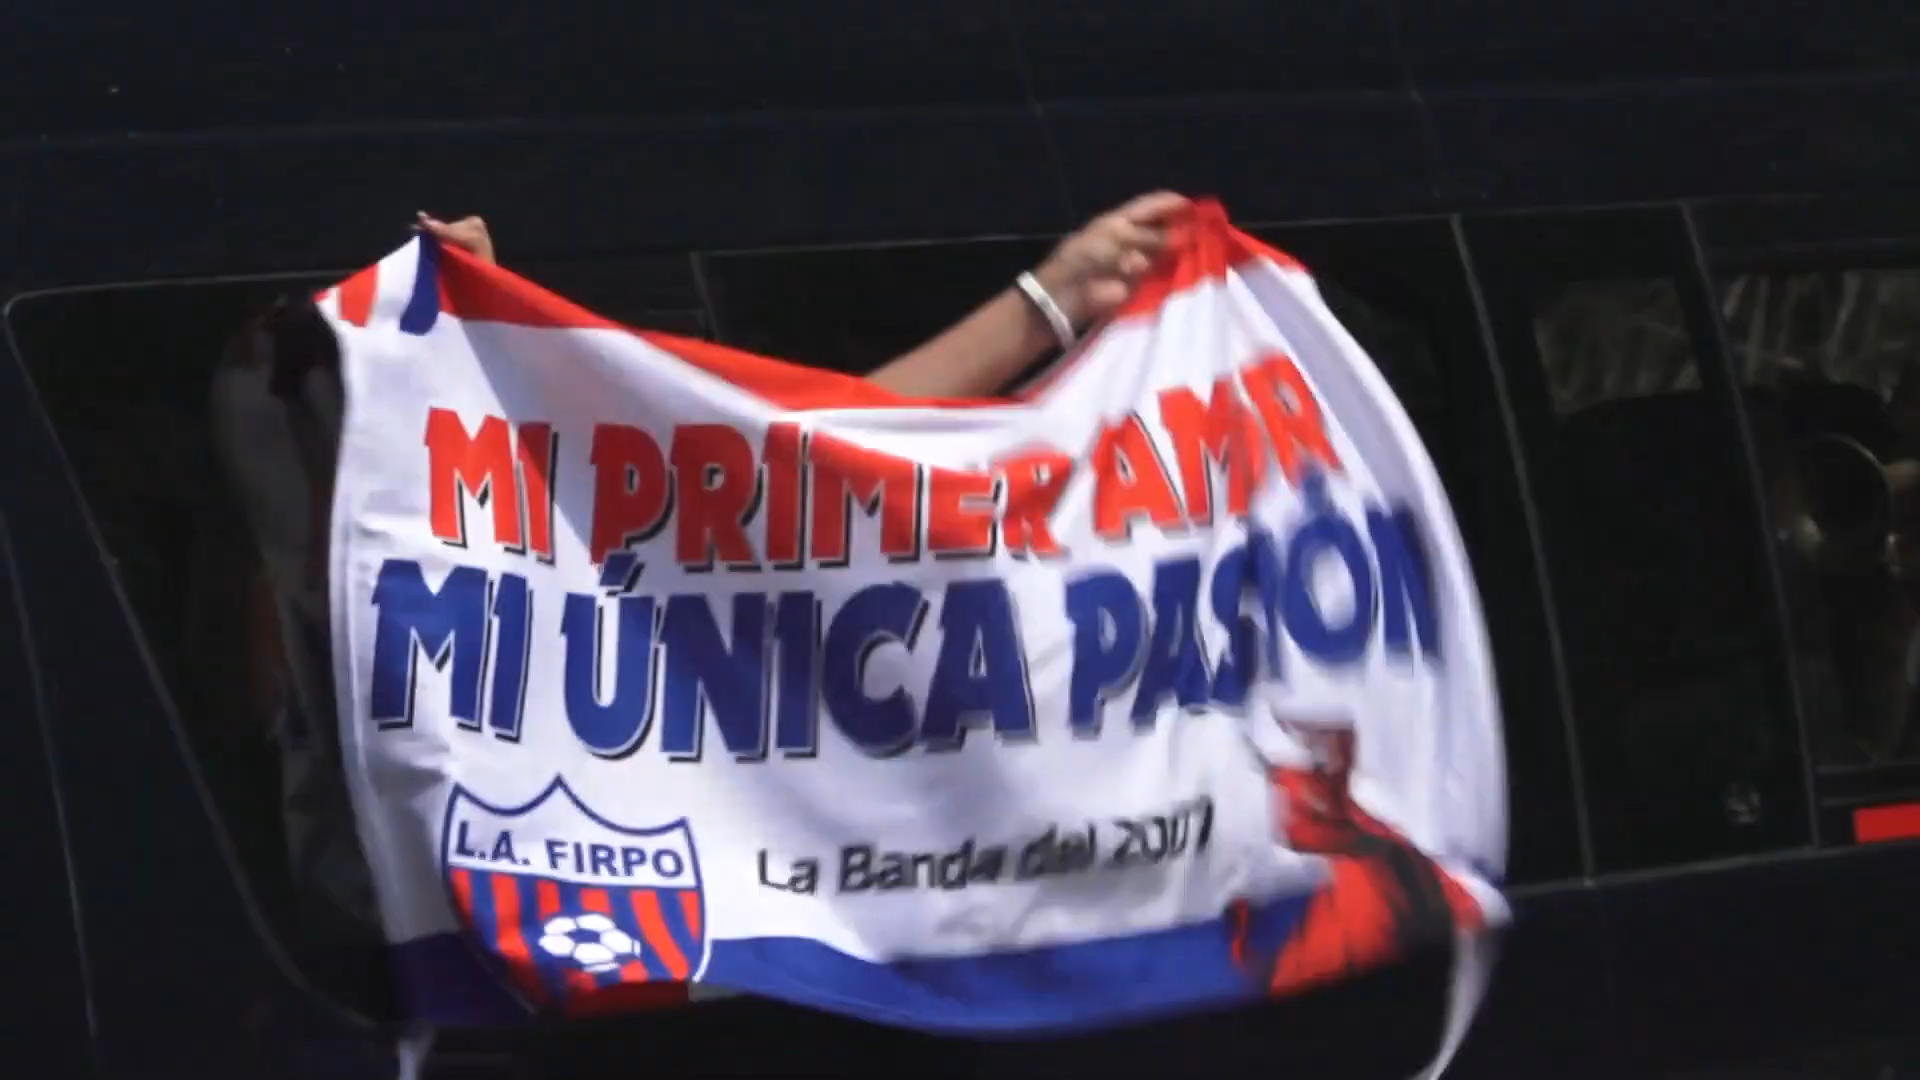 MI PRIMER AMR
MI ÚNICA PASIÓN
L.A. FIRPO
La Banda del 2007